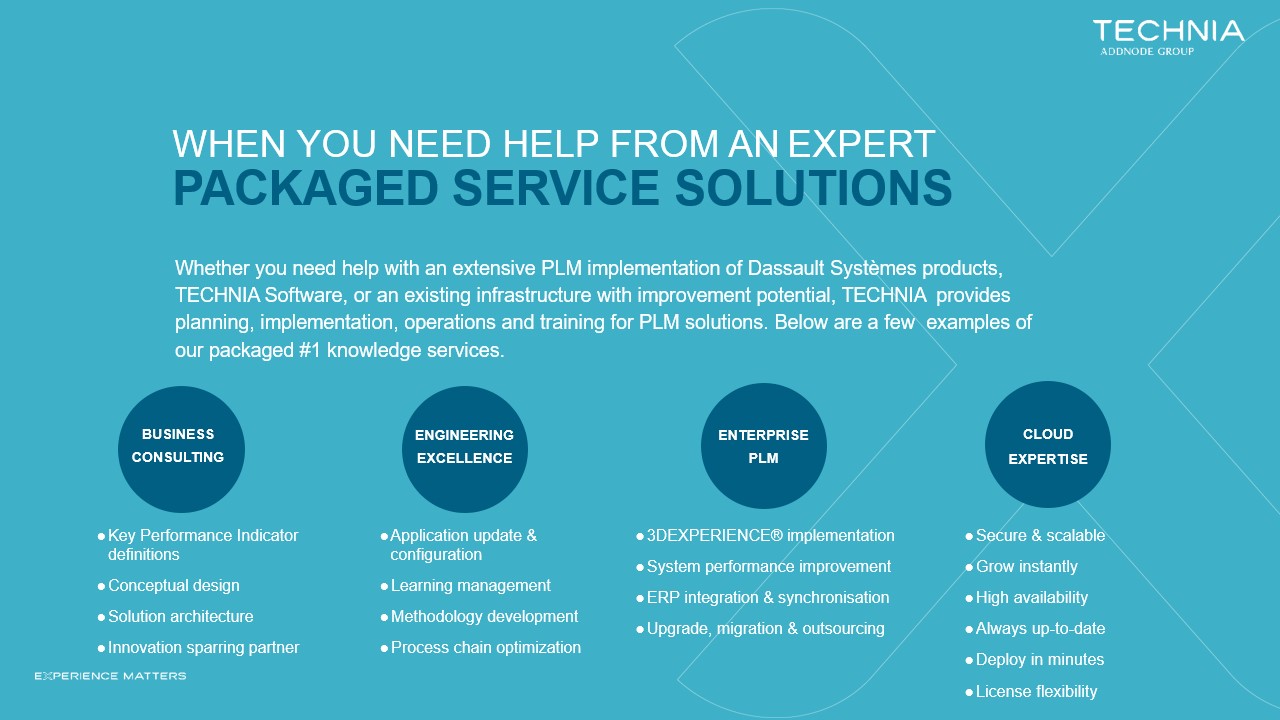 TECHNIA
ADDNODE GROUP
WHEN YOU NEED HELP FROM AN EXPERT
PACKAGED SERVICE SOLUTIONS
Whether you need help with an extensive PLM implementation of Dassault Systèmes products,
TECHNIA Software, or an existing infrastructure with improvement potential, TECHNIA provides
planning, implementation, operations and training for PLM solutions. Below are a few examples of
our packaged #1 knowledge services.
BUSINESS
CONSULTING
● Key Performance Indicator
definitions
● Conceptual design
● Solution architecture
● Innovation sparring partner
ENGINEERING
EXCELLENCE
● Application update &
configuration
● Learning management
● Methodology development
● Process chain optimization
ENTERPRISE
PLM
● 3DEXPERIENCE® implementation
● System performance improvement
● ERP integration & synchronisation
● Upgrade, migration & outsourcing
CLOUD
EXPERTISE
● Secure & scalable
● Grow instantly
● High availability
● Always up-to-date
● Deploy in minutes
● License flexibility
EXPERIENCE MATTERS